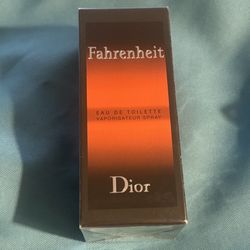 Fahrenheit
EAU DE TOILETTE
VAPORISATEUR SPRAY
Dior